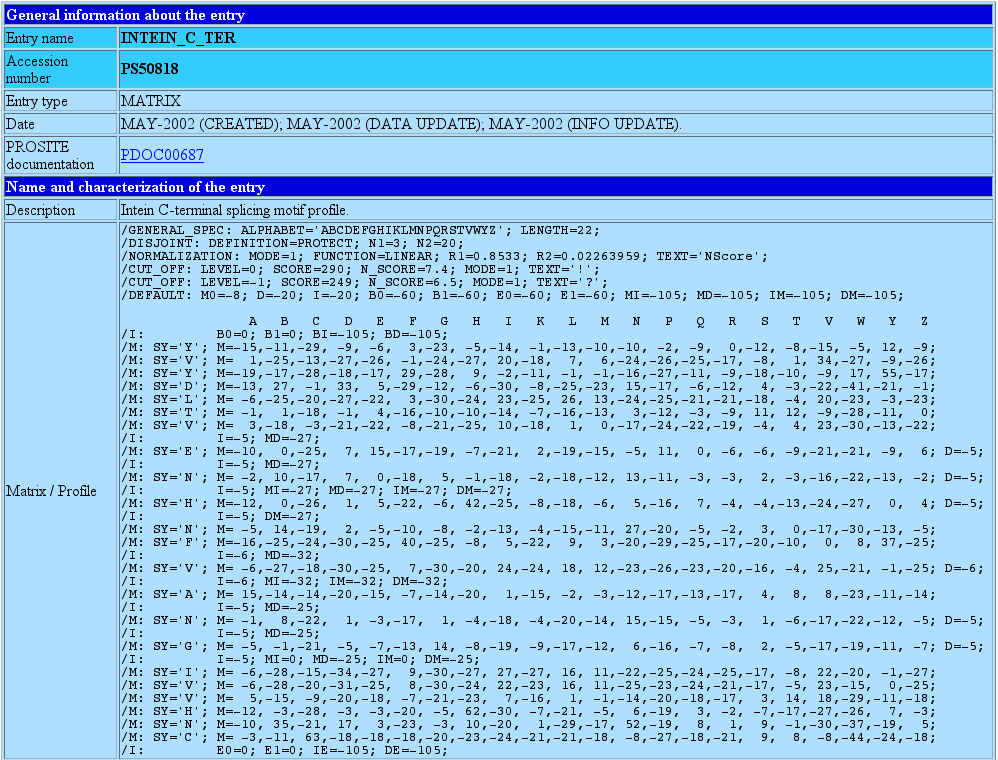 General information about the entry
Entry name INTEIN_C_TER
Accession number PS50818
Entry type MATRIX
Date MAY-2002 (CREATED); MAY-2002 (DATA UPDATE); MAY-2002 (INFO UPDATE).
PROSITE documentation PDOC00687
Name and characterization of the entry
Description Intein C-terminal splicing motif profile.
Matrix / Profile
/GENERAL_SPEC: ALPHABET='ABCDEFGHIKLMNPQRSTVWYZ'; LENGTH=22;
/DISJOINT: DEFINITION=PROTECT; N1=3; N2=20;
/NORMALIZATION: MODE=1; FUNCTION=LINEAR; R1=0.8533; R2=0.02263959; TEXT='NScore';
/CUT_OFF: LEVEL=0; SCORE=290; N_SCORE=7.4; MODE=1; TEXT='!';
/CUT_OFF: LEVEL=-1; SCORE=249; N_SCORE=6.5; MODE=1; TEXT='?';
/DEFAULT: M0=-8; D=-20; I=-20; B0=-60; B1=-60; E0=-60; E1=-60; MI=-105; MD=-105; IM=-105; DM=-105;
A B C D E F G H I K L M N P Q R S T V W Y Z
/I: B0=0; B1=0; BI=-105; BD=-105;
/M: SY='Y'; M=-15,-11,-29, -9, -6, 3,-23, -5,-14, -1,-13,-10,-10, -2, -9, 0,-12, -8,-15, -5, 12, -9;
/M: SY='V'; M= 1,-25,-13,-27,-26, -1,-24,-27, 20,-18, 7, 6,-24,-26,-25,-17, -8, 1, 34,-27, -9,-26;
/M: SY='Y'; M=-19,-17,-28,-18,-17, 29,-28, 9, -2,-11, -1, -1,-16,-27,-11, -9,-18,-10, -9, 17, 55,-17;
/M: SY='D'; M=-13, 27, -1, 33, 5,-29,-12, -6,-30, -8,-25,-23, 15,-17, -6,-12, 4, -3,-22,-41,-21, -1;
/M: SY='L'; M= -6,-25,-20,-27,-22, 3,-30,-24, 23,-25, 26, 13,-24,-25,-21,-21,-18, -4, 20,-23, -3,-23;
/M: SY='T'; M= -1, 1,-18, -1, 4,-16,-10,-10,-14, -7,-16,-13, 3,-12, -3, -9, 11, 12, -9,-28,-11, 0;
/M: SY='V'; M= 3,-18, -3,-21,-22, -8,-21,-25, 10,-18, 1, 0,-17,-24,-22,-19, -4, 4, 23,-30,-13,-22;
/I: I=-5; MD=-27;
/M: SY='E'; M=-10, 0,-25, 7, 15,-17,-19, -7,-21, 2,-19,-15, -5, 11, 0, -6, -6, -9,-21,-21, -9, 6; D=-5;
/I: I=-5; MD=-27;
/M: SY='N'; M= -2, 10,-17, 7, 0,-18, 5, -1,-18, -2,-18,-12, 13,-11, -3, -3, 2, -3,-16,-22,-13, -2; D=-5;
/I: I=-5; MI=-27; MD=-27; IM=-27; DM=-27;
/M: SY='H'; M=-12, 0,-26, 1, 5,-22, -6, 42,-25, -8,-18, -6, 5,-16, 7, -4, -4,-13,-24,-27, 0, 4; D=-5;
/I: I=-5; DM=-27;
/M: SY='N'; M= -5, 14,-19, 2, -5,-10, -8, -2,-13, -4,-15,-11, 27,-20, -5, -2, 3, 0,-17,-30,-13, -5;
/M: SY='F'; M=-16,-25,-24,-30,-25, 40,-25, -8, 5,-22, 9, 3,-20,-29,-25,-17,-20,-10, 0, 8, 37,-25;
/I: I=-6; MD=-32;
/M: SY='V'; M= -6,-27,-18,-30,-25, 7,-30,-20, 24,-24, 18, 12,-23,-26,-23,-20,-16, -4, 25,-21, -1,-25; D=-6;
/I: I=-6; MI=-32; IM=-32; DM=-32;
/M: SY='A'; M= 15,-14,-14,-20,-15, -7,-14,-20, 1,-15, -2, -3,-12,-17,-13,-17, 4, 8, 8,-23,-11,-14;
/I: I=-5; MD=-25;
/M: SY='N'; M= -1, 8,-22, 1, -3,-17, 1, -4,-18, -4,-20,-14, 15,-15, -5, -3, 1, -6,-17,-22,-12, -5; D=-5;
/I: I=-5; MD=-25;
/M: SY='G'; M= -5, -1,-21, -5, -7,-13, 14, -8,-19, -9,-17,-12, 6,-16, -7, -8, 2, -5,-17,-19,-11, -7; D=-5;
/I: I=-5; MI=0; MD=-25; IM=0; DM=-25;
/M: SY='I'; M= -6,-28,-15,-34,-27, 9,-30,-27, 27,-27, 16, 11,-22,-25,-24,-25,-17, -8, 22,-20, -1,-27;
/M: SY='V'; M= -6,-28,-20,-31,-25, 8,-30,-24, 22,-23, 16, 11,-25,-23,-24,-21,-17, -5, 23,-15, 0,-25;
/M: SY='V'; M= 5,-15, -9,-20,-18, -7,-21,-23, 7,-16, 1, -1,-14,-20,-18,-17, 3, 14, 18,-29,-11,-18;
/M: SY='H'; M=-12, -3,-28, -3, -3,-20, -5, 62,-30, -7,-21, -5, 6,-19, 3, -2, -7,-17,-27,-26, 7, -3;
/M: SY='N'; M=-10, 35,-21, 17, 3,-23, -3, 10,-20, 1,-29,-17, 52,-19, 8, 1, 9, -1,-30,-37,-19, 5;
/M: SY='C'; M= -3,-11, 63,-18,-18,-18,-20,-23,-24,-21,-21,-18, -8,-27,-18,-21, 9, 8, -8,-44,-24,-18;
/I: E0=0; E1=0; IE=-105; DE=-105;